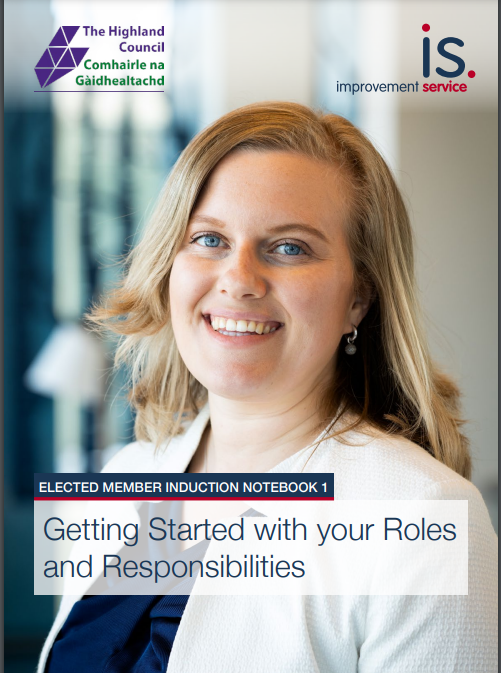 The Highland
Council
Comhairle na
Gàidhealtachd
is.
improvement service
ELECTED MEMBER INDUCTION NOTEBOOK 1
Getting Started with your Roles
and Responsibilities